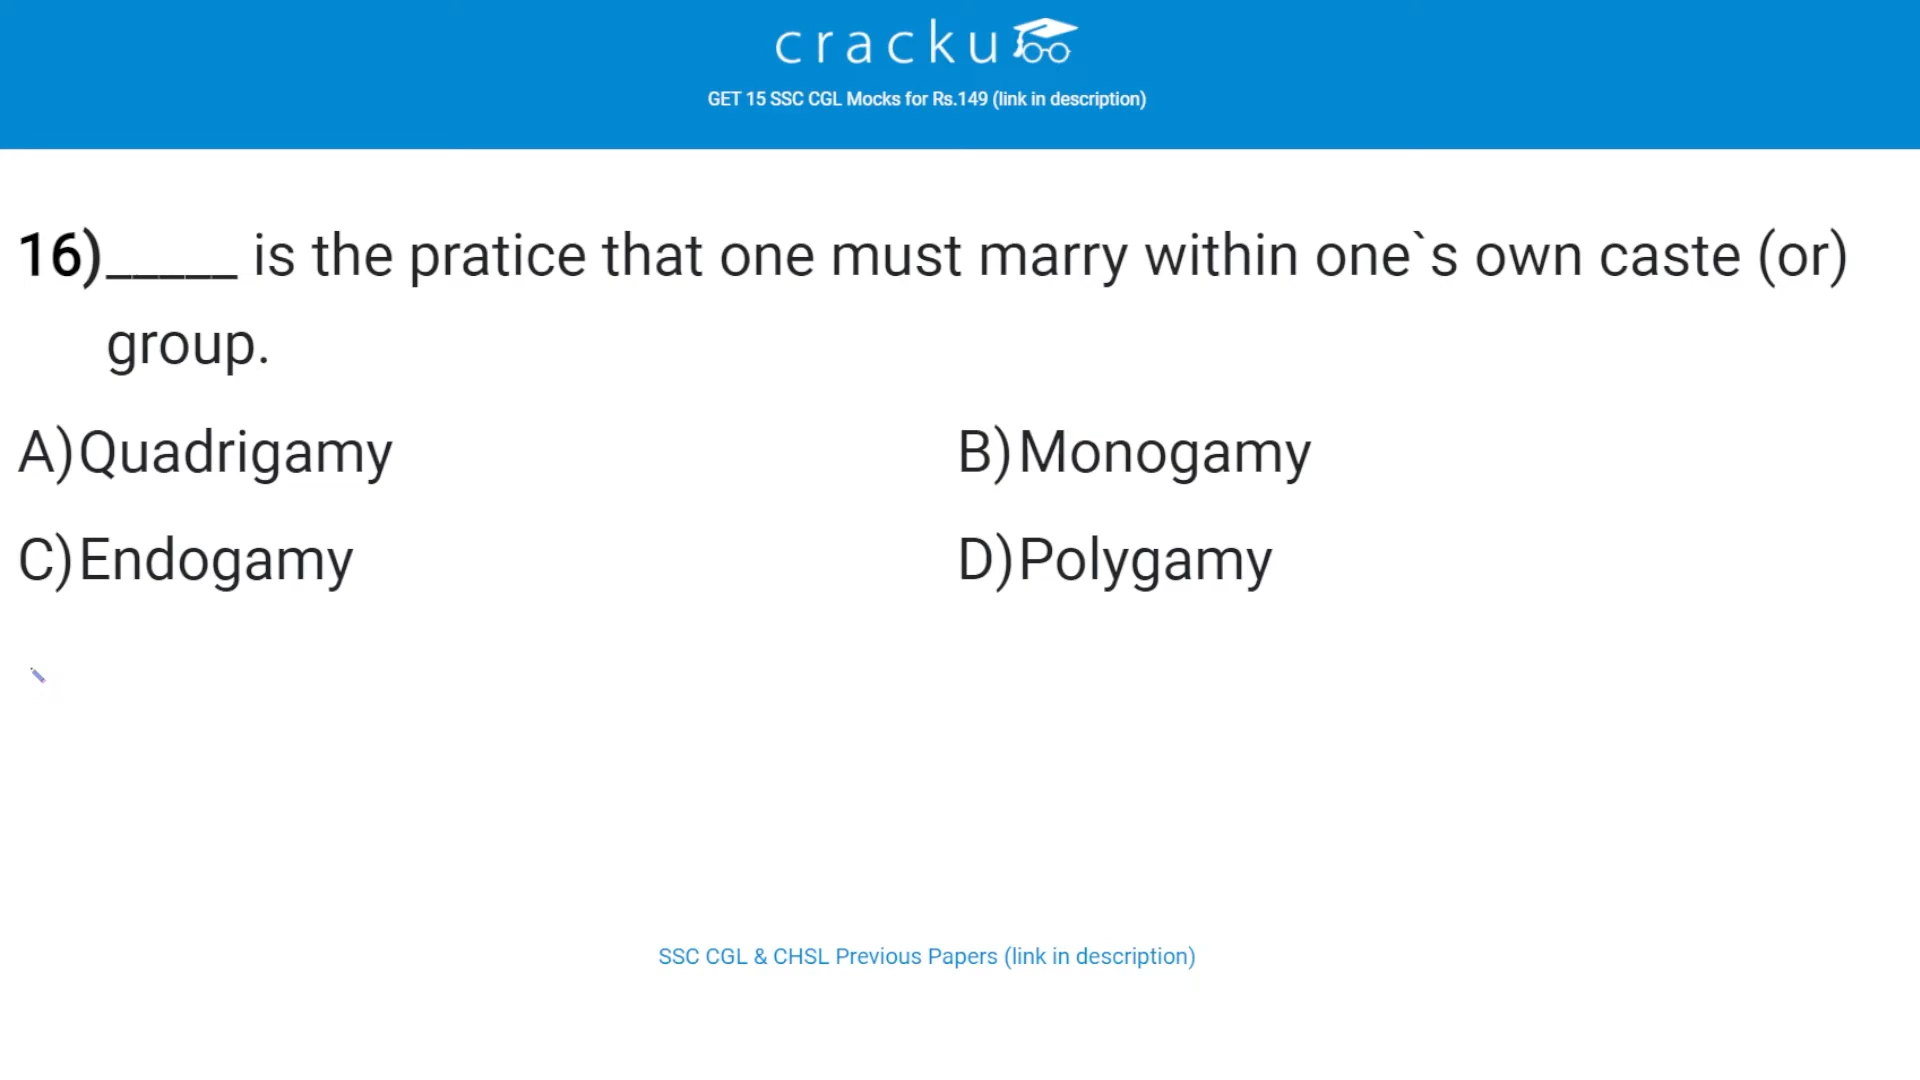 cracku
GET 15 SSC CGL Mocks for Rs.149 (link in description)
16)_____ is the pratice that one must marry within one`s own caste (or)
group.
A)Quadrigamy
B)Monogamy
C)Endogamy
D)Polygamy
SSC CGL & CHSL Previous Papers (link in description)